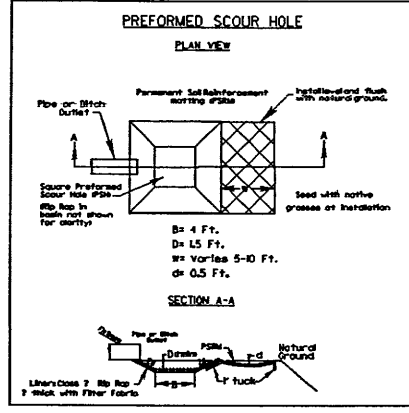 PREFORMED SCOUR HOLE
PLAN VIEW
Permanent Soil Reinforcement
matting (PSRM)
Install level and flush
with natural ground.
Pipe or Ditch
Outlet
A
A
Square Preformed
Scour Hole (PSH)
(Rip Rap in
basin not shown
for clarity)
Seed with native
grasses at installation
B= 4 Ft.
D= 1.5 Ft.
W= Varies 5-10 Ft.
d= 0.5 Ft.
SECTION A-A
Pipe or Ditch
Outlet
PSRM
d
Natural
Ground
B
1' tuck
Liner: Class ? Rip Rap
? thick with Filter Fabric